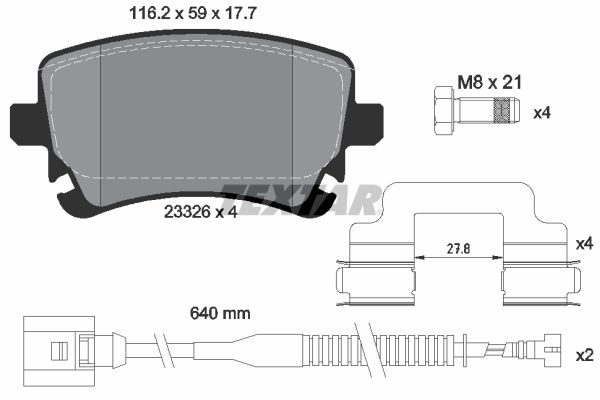 116.2 x 59 x 17.7
M8 x 21
x4
TEXTAR
23326 x 4
27.8
x4
640 mm
x2